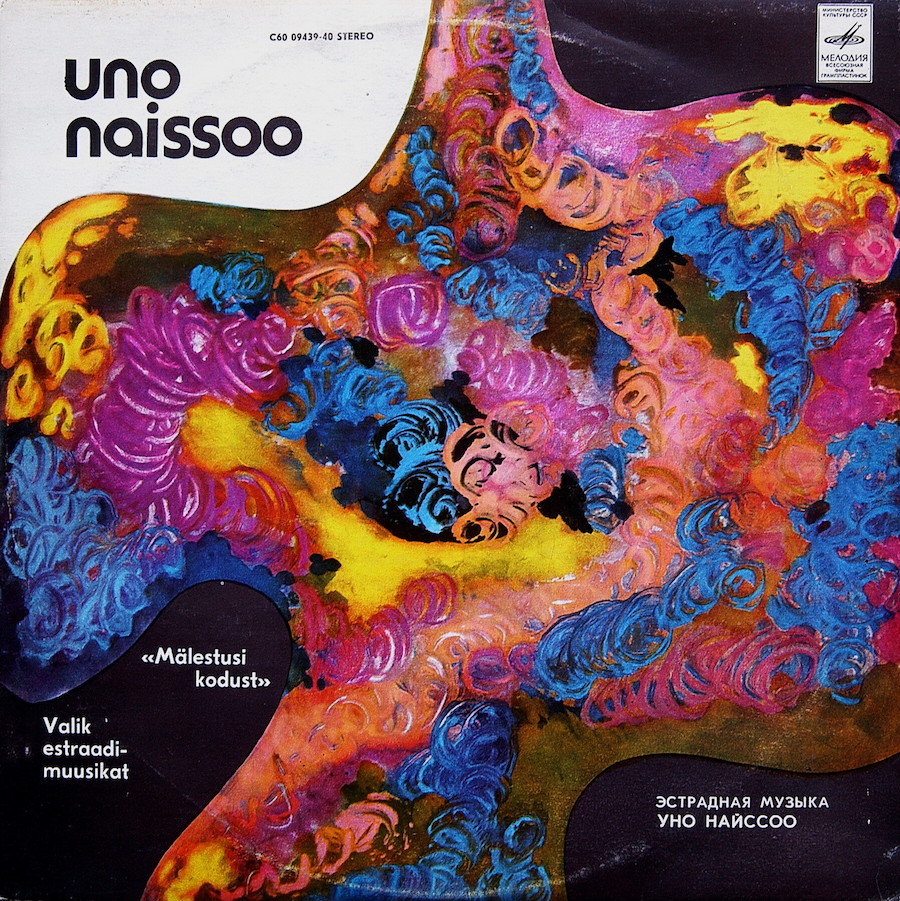 C60 09439-40 STEREO
uno
naissoo
МИНИСТЕРСТВО
КУЛЬТУРЫ СССР
МЕЛОДИЯ
ВСЕСОЮЗНАЯ
ФИРМА
ГРАМПЛАСТИНОК
«Mälestusi
kodust»
Valik
estraadi-
muusikat
ЭСТРАДНАЯ МУЗЫКА
УНО НАЙССОО